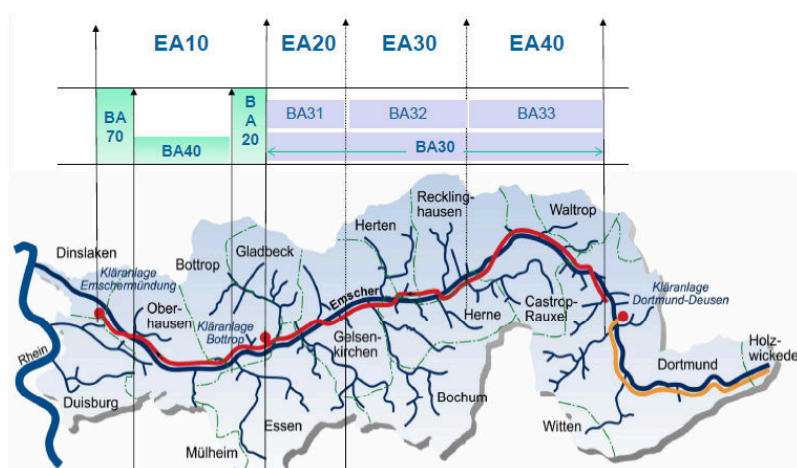 EA10
EA20
EA30
EA40
BA
70
BA40
B
A
20
BA31
BA32
BA33
BA30
Dinslaken
Kläranlage
Emschermündung
Bottrop
Gladbeck
Herten
Reckling-
hausen
Waltrop
Ober-
hausen
Kläranlage
Bottrop
Emscher
Gelsen-
kirchen
Herne
Castrop-
Rauxel
Kläranlage
Dortmund-Deusen
Rhein
Duisburg
Mülheim
Essen
Bochum
Witten
Dortmund
Holz-
wickede